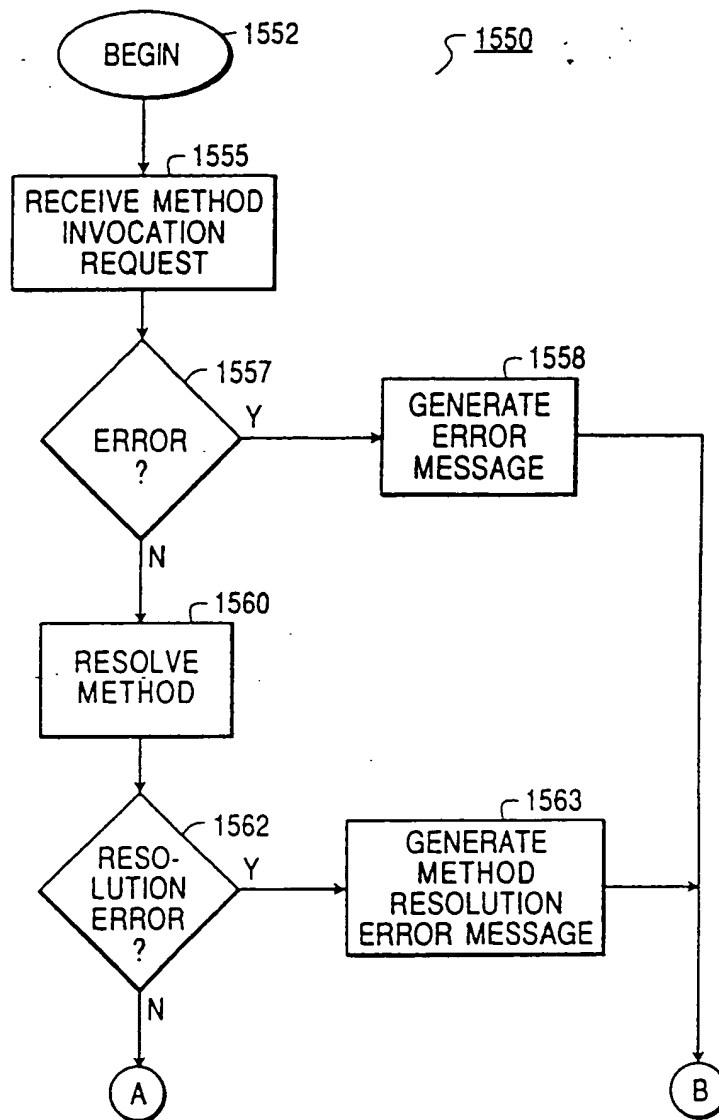 1552
1550
BEGIN
1555
RECEIVE METHOD
INVOCATION
REQUEST
1557
1558
ERROR
?
Y
GENERATE
ERROR
MESSAGE
N
1560
RESOLVE
METHOD
1562
1563
RESO-
LUTION
ERROR
?
Y
GENERATE
METHOD
RESOLUTION
ERROR MESSAGE
N
A
B